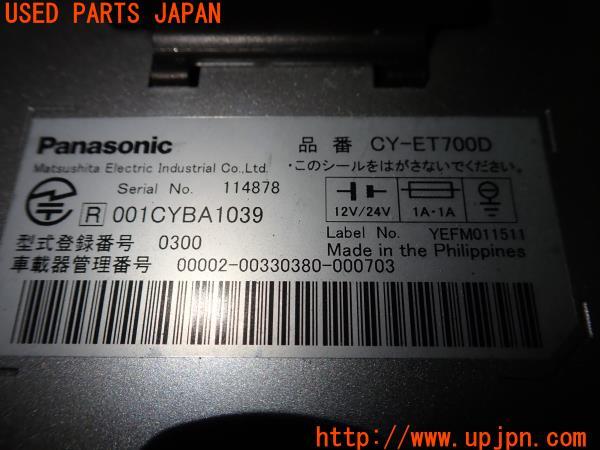 USED PARTS JAPAN
Panasonic
品番 CY-ET700D
Matsushita Electric Industrial Co.,Ltd.
・このシールをはがさないでください。
Serial No. 114878
R 001CYBA1039
12V/24V 1A・1A
Label No. YEFM011511
型式登録番号 0300
Made in the Philippines
車載器管理番号 00002-00330380-000703
http://www.upjpn.com